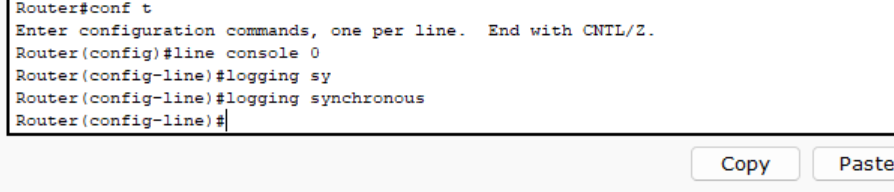 Router#conf t
Enter configuration commands, one per line.  End with CNTL/Z.
Router(config)#line console 0
Router(config-line)#logging sy
Router(config-line)#logging synchronous
Router(config-line)#
Copy
Paste